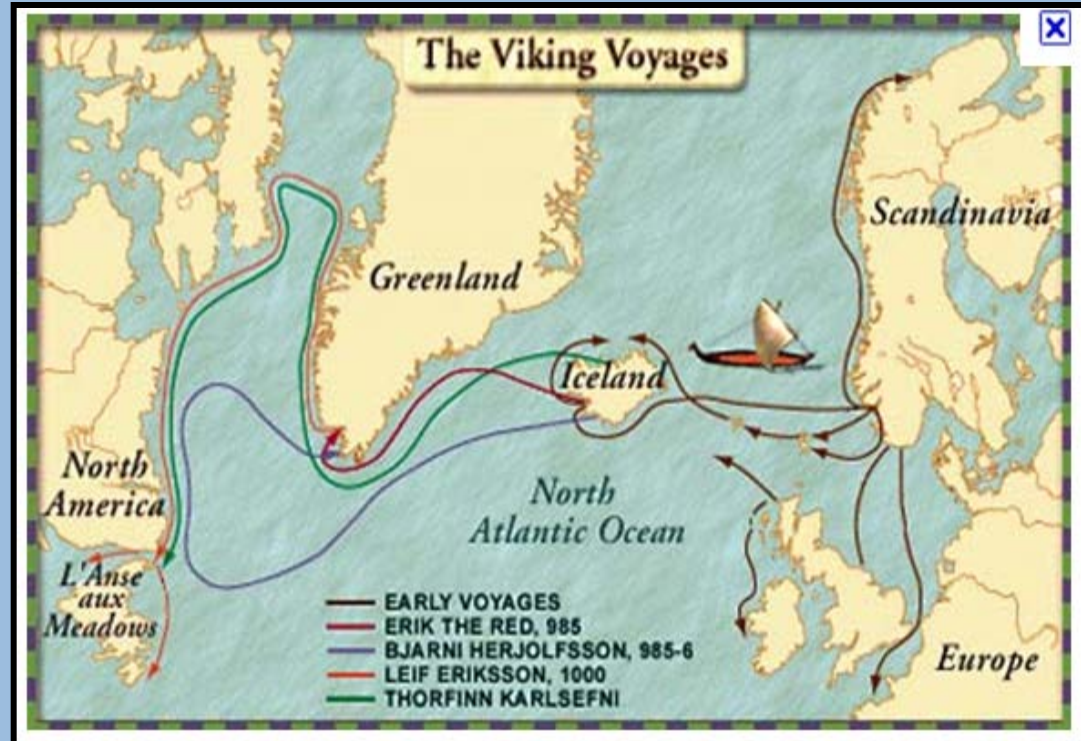 The Viking Voyages
Scandinavia
Greenland
Iceland
North
America
North
Atlantic Ocean
L'Anse
aux
Meadows
Europe
EARLY VOYAGES
ERIK THE RED, 985
BJARNI HERJOLFSSON, 985-6
LEIF ERIKSSON, 1000
THORFINN KARLSEFNI